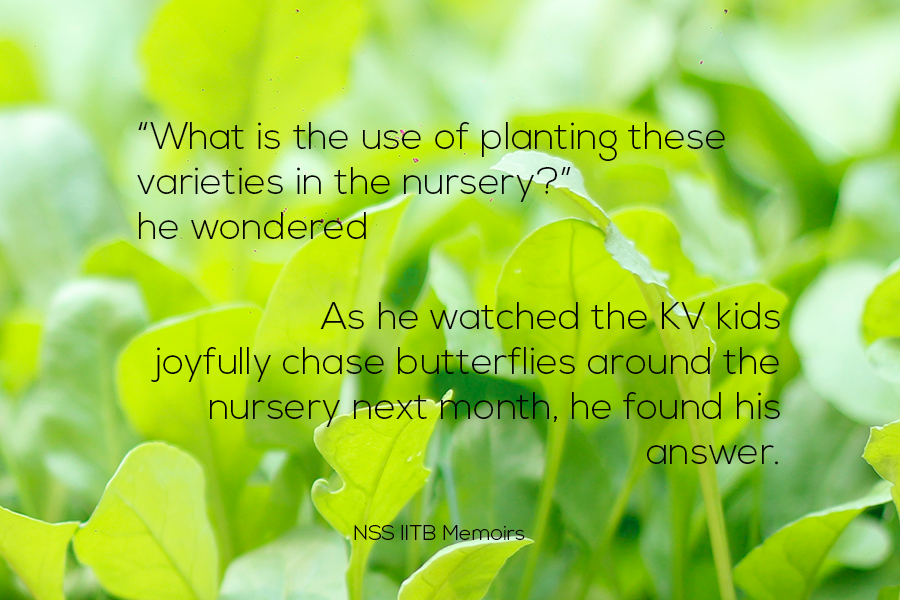 “What is the use of planting these
varieties in the nursery?”
he wondered
As he watched the KV kids
joyfully chase butterflies around the
nursery next month, he found his
answer.
NSS IITB Memoirs